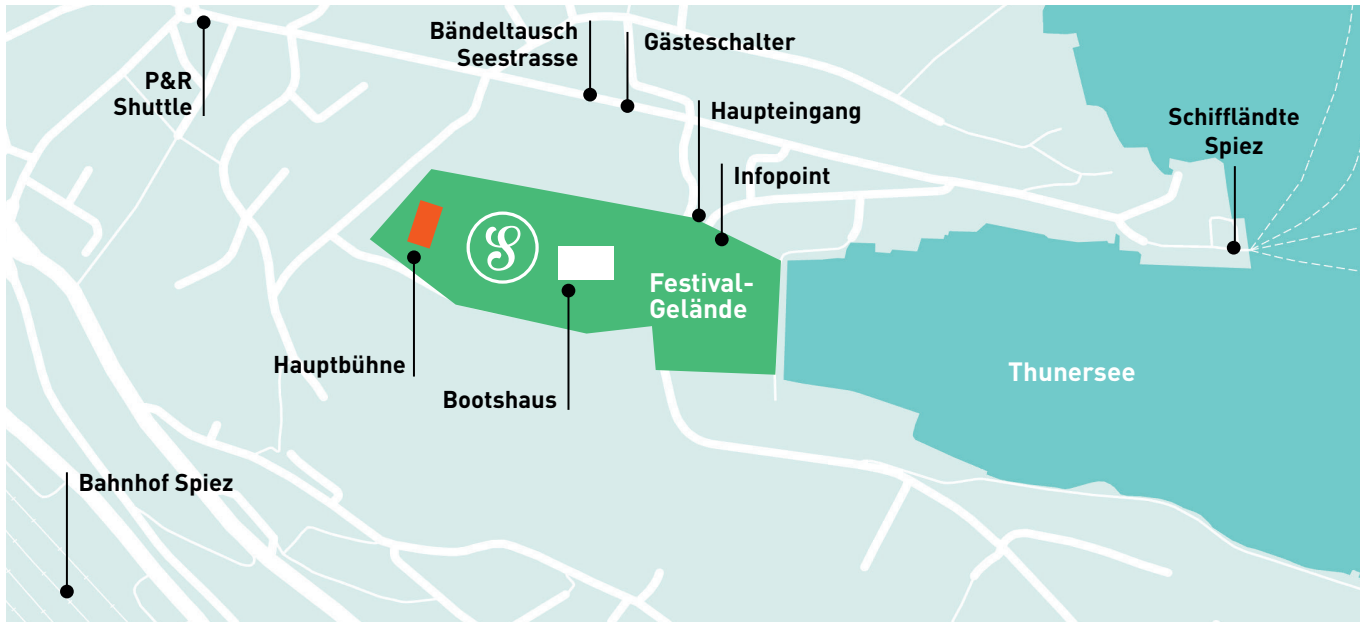 P&R
Shuttle
Bändeltausch
Seestrasse
Gästeschalter
Haupteingang
Infopoint
Schiffländte
Spiez
Festival-
Gelände
Hauptbühne
Bootshaus
Thunersee
Bahnhof Spiez
S